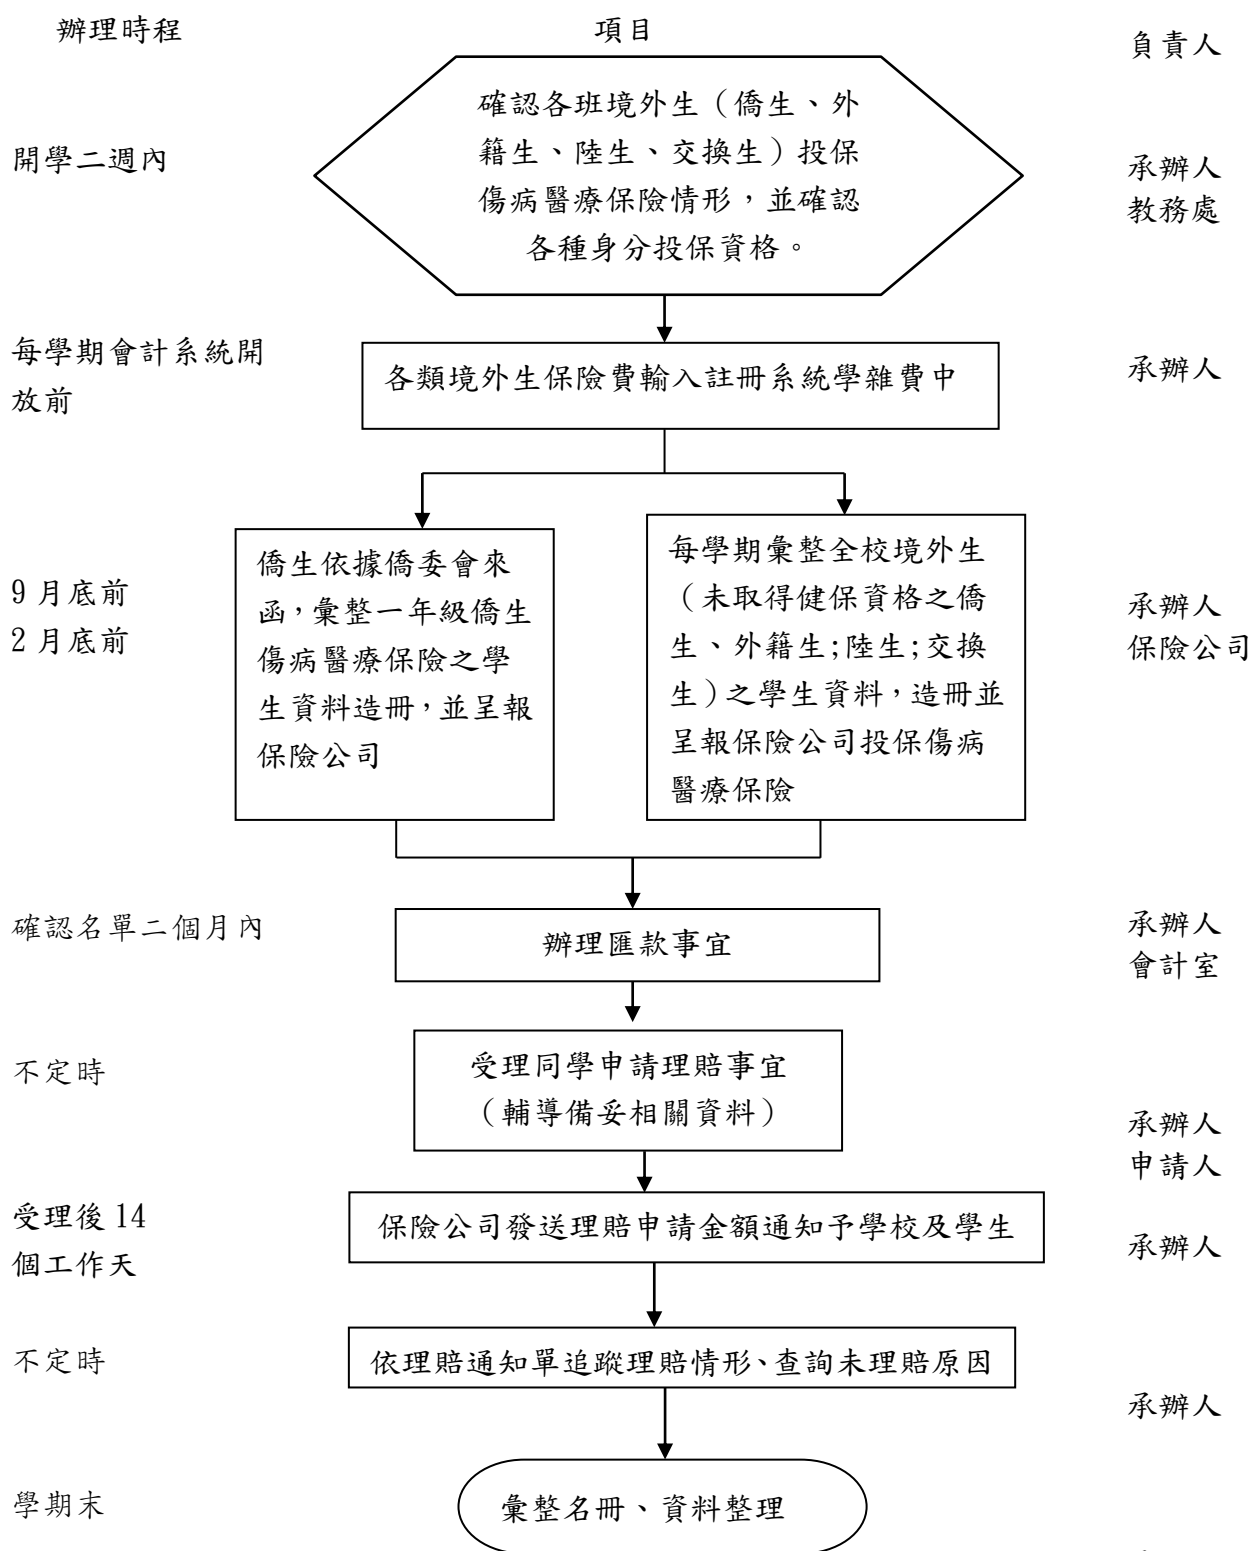 辦理時程
項目
負責人
確認各班境外生（僑生、外
籍生、陸生、交換生）投保
傷病醫療保險情形，並確認
各種身分投保資格。
開學二週內
承辦人
教務處
每學期會計系統開
放前
各類境外生保險費輸入註冊系統學雜費中
承辦人
9月底前
2月底前
僑生依據僑委會來
函，彙整一年級僑生
傷病醫療保險之學
生資料造冊，並呈報
保險公司
每學期彙整全校境外生
（未取得健保資格之僑
生、外籍生;陸生;交換
生）之學生資料，造冊並
呈報保險公司投保傷病
醫療保險
承辦人
保險公司
確認名單二個月內
辦理匯款事宜
承辦人
會計室
不定時
受理同學申請理賠事宜
（輔導備妥相關資料）
承辦人
申請人
受理後14
個工作天
保險公司發送理賠申請金額通知予學校及學生
承辦人
不定時
依理賠通知單追蹤理賠情形、查詢未理賠原因
承辦人
學期末
彙整名冊、資料整理